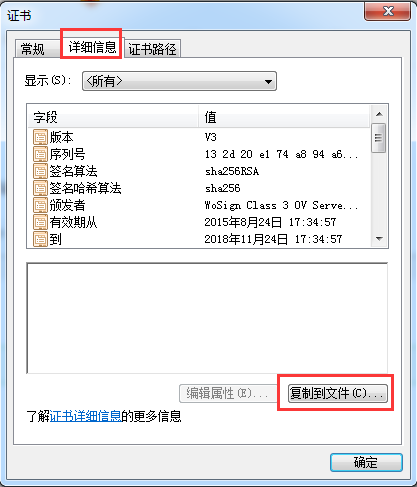 证书
常规 详细信息 证书路径
显示(S): <所有>
字段 值
版本 V3
序列号 13 2d 20 e1 74 a8 94 a6...
签名算法 sha256RSA
签名哈希算法 sha256
颁发者 WoSign Class 3 OV Serve...
有效期从 2015年8月24日 17:34:57
到 2018年11月24日 17:34:57
编辑属性(E)... 复制到文件(C)...
了解证书详细信息的更多信息
确定